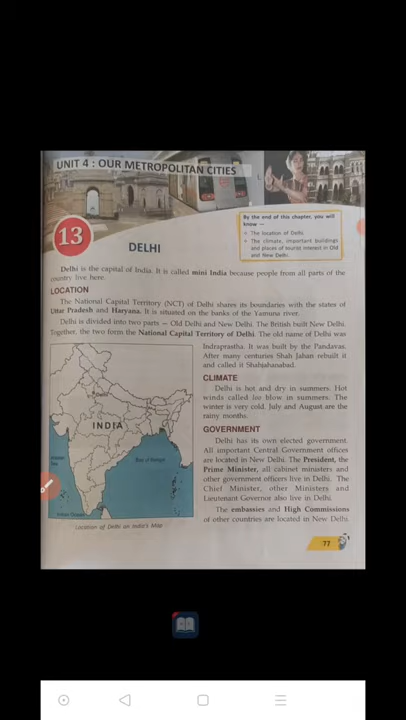 UNIT 4 : OUR METROPOLITAN CITIES
By the end of this chapter, you will
know —
The location of Delhi
The climate, important buildings
and places of tourist interest in Old
and New Delhi.
13
DELHI
Delhi is the capital of India. It is called mini India because people from all parts of the
country live here.
LOCATION
The National Capital Territory (NCT) of Delhi shares its boundaries with the states of
Uttar Pradesh and Haryana. It is situated on the banks of the Yamuna river.
Delhi is divided into two parts — Old Delhi and New Delhi. The British built New Delhi.
Together, the two form the National Capital Territory of Delhi. The old name of Delhi was
Indraprastha. It was built by the Pandavas.
After many centuries Shah Jahan rebuilt it
and called it Shahjahanabad.
CLIMATE
Delhi is hot and dry in summers. Hot
winds called loo blow in summers. The
winter is very cold. July and August are the
rainy months.
GOVERNMENT
Delhi has its own elected government.
All important Central Government offices
are located in New Delhi. The President, the
Prime Minister, all cabinet ministers and
other government officers live in Delhi. The
Chief Minister, other Ministers and
Lieutenant Governor also live in Delhi.
The embassies and High Commissions
of other countries are located in New Delhi.
Delhi
INDIA
Bay of Bengal
Sea
Indian Ocean
Location of Delhi on India's Map
77